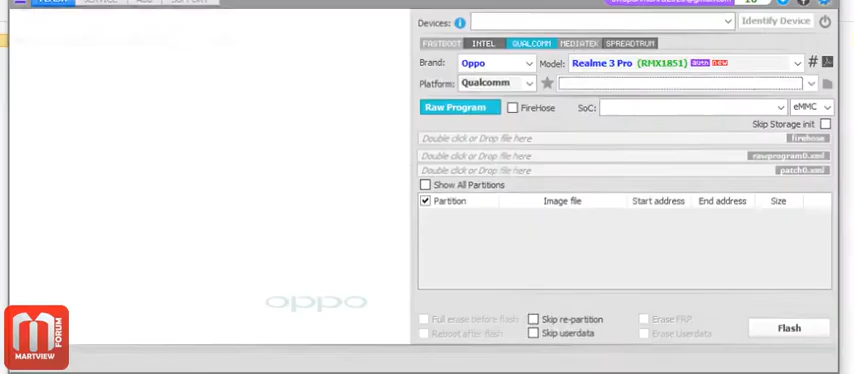 Devices: Identify Device
FASTBOOT INTEL QUALCOMM MEDIATEK SPREADTRUM
Brand: Oppo Model: Realme 3 Pro (RMX1851) auth new #
Platform: Qualcomm
Raw Program FireHose SoC: eMMC
Skip Storage init
Double click or Drop file here firehose
Double click or Drop file here rawprogram0.xml
Double click or Drop file here patch0.xml
Show All Partitions
Partition Image file Start address End address Size
oppo
Full erase before flash Skip re-partition Erase FRP
Reboot after flash Skip userdata Erase Userdata
Flash
MARTVIEW
FORUM